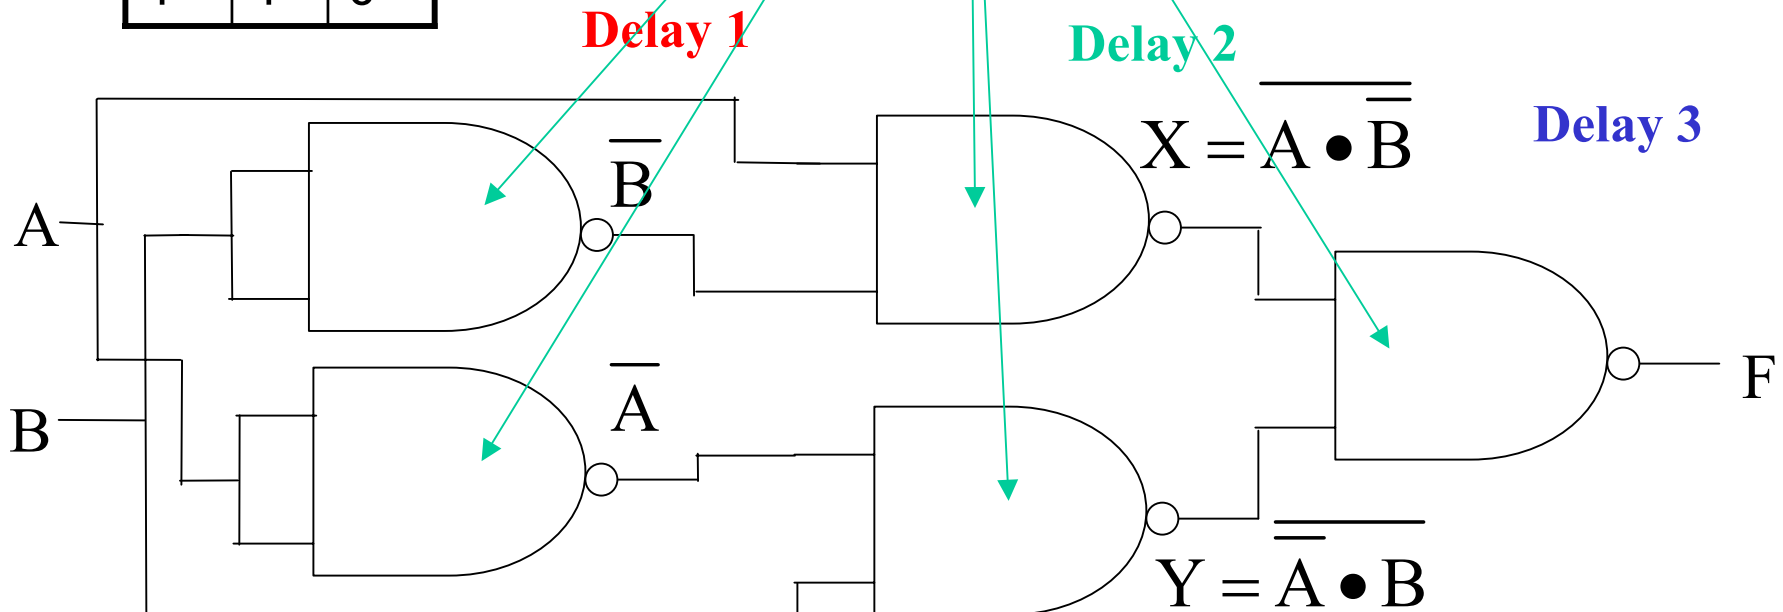 Delay 1
Delay 2
Delay 3
B̅
X = A • B̅
A
B
A̅
F
Y = A̅ • B